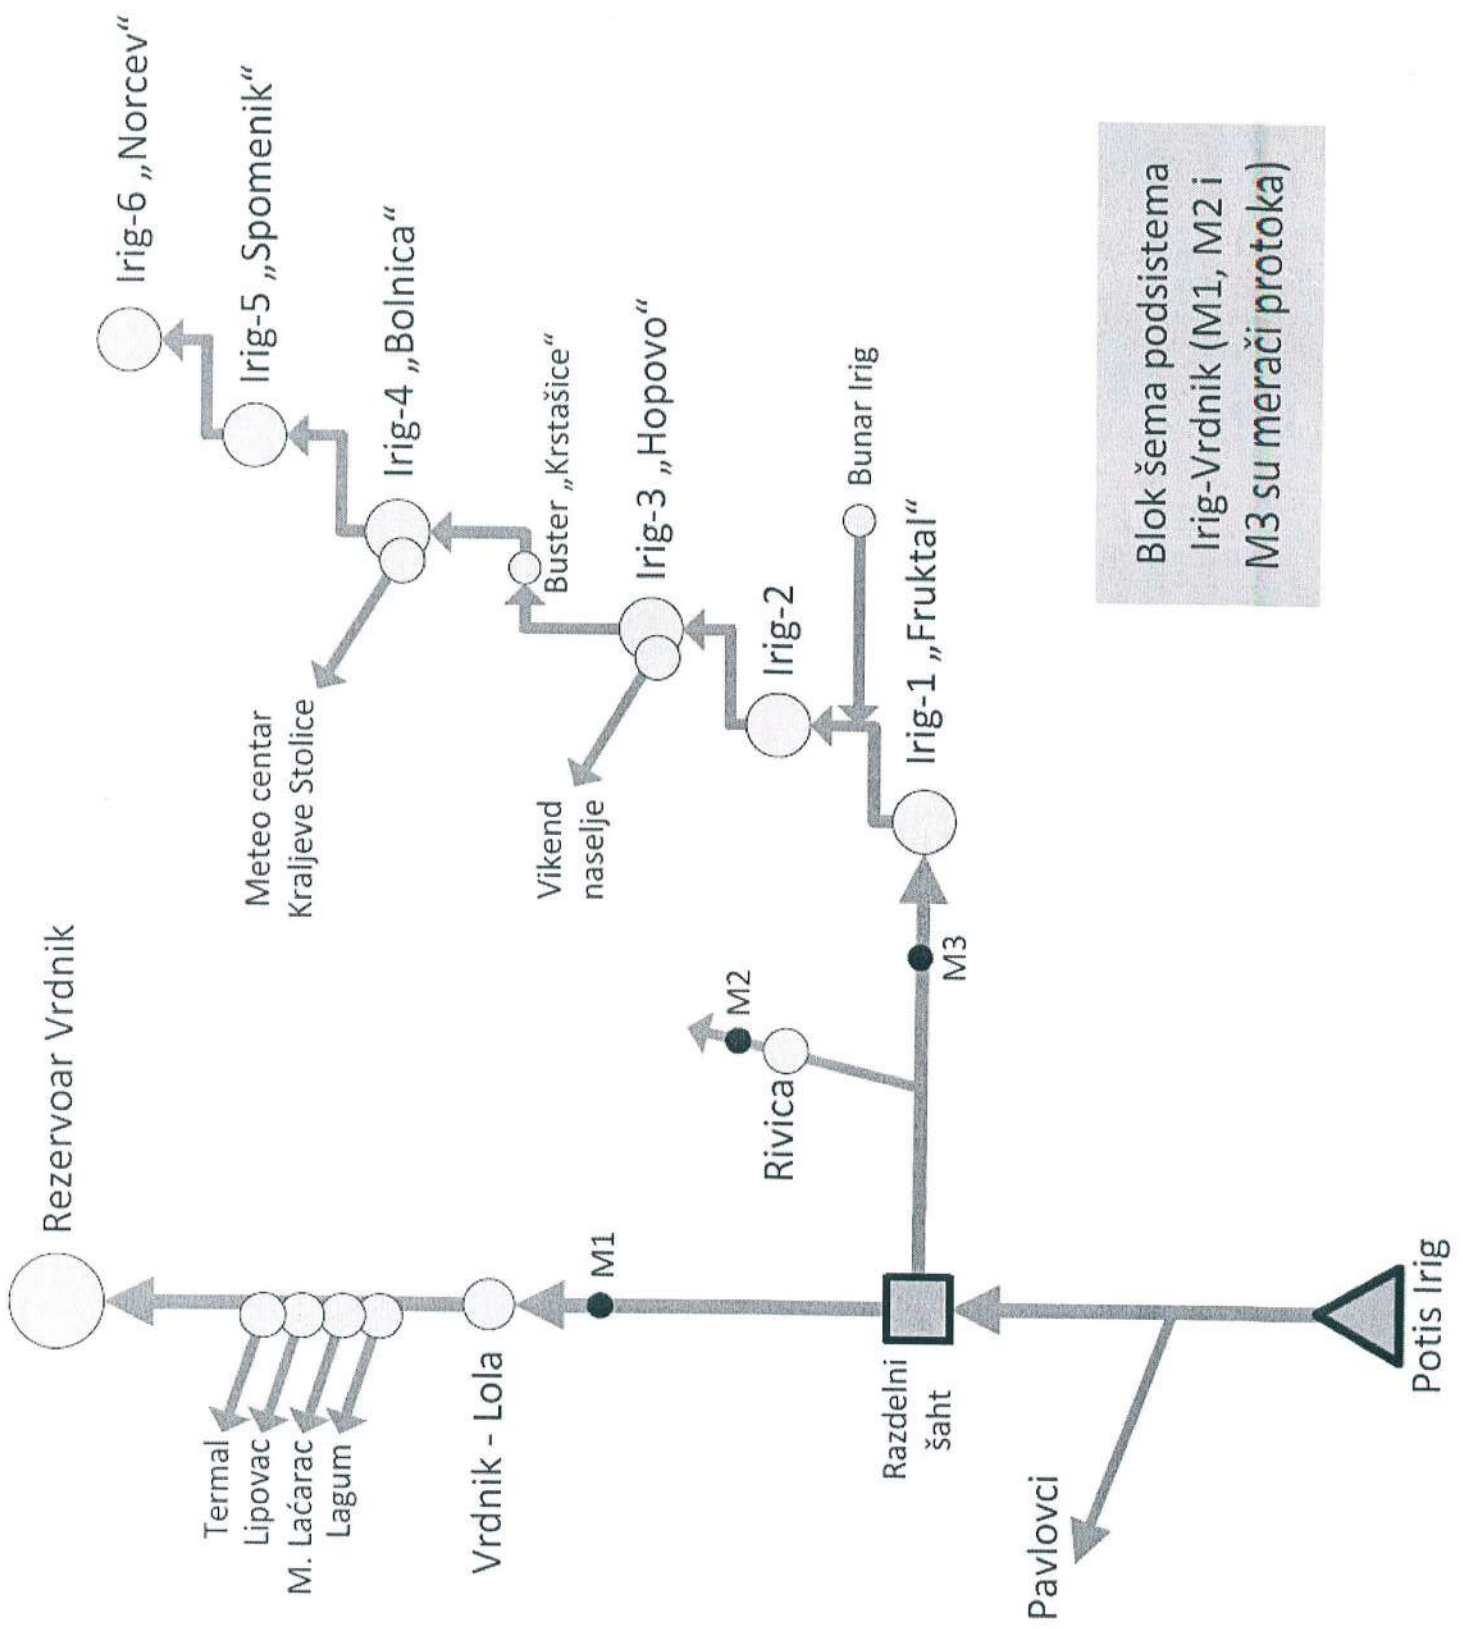 Rezervoar Vrdnik
Termal
Lipovac
M. Laćarac
Lagum
Vrdnik - Lola
M1
Razdelni
šaht
Pavlovci
Potis Irig
Rivica
M2
M3
Irig-1 „Fruktal“
Bunar Irig
Irig-2
Vikend
naselje
Irig-3 „Hopovo“
Buster „Krstašice“
Meteo centar
Kraljeve Stolice
Irig-4 „Bolnica“
Irig-5 „Spomenik“
Irig-6 „Norcev“
Blok šema podsistema
Irig-Vrdnik (M1, M2 i
M3 su merači protoka)